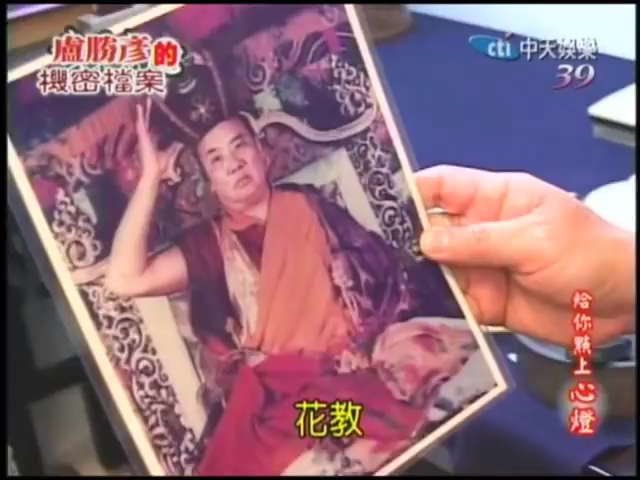 盧勝彥的
機密檔案
cti 中天娛樂
39
給你點上心燈
花教